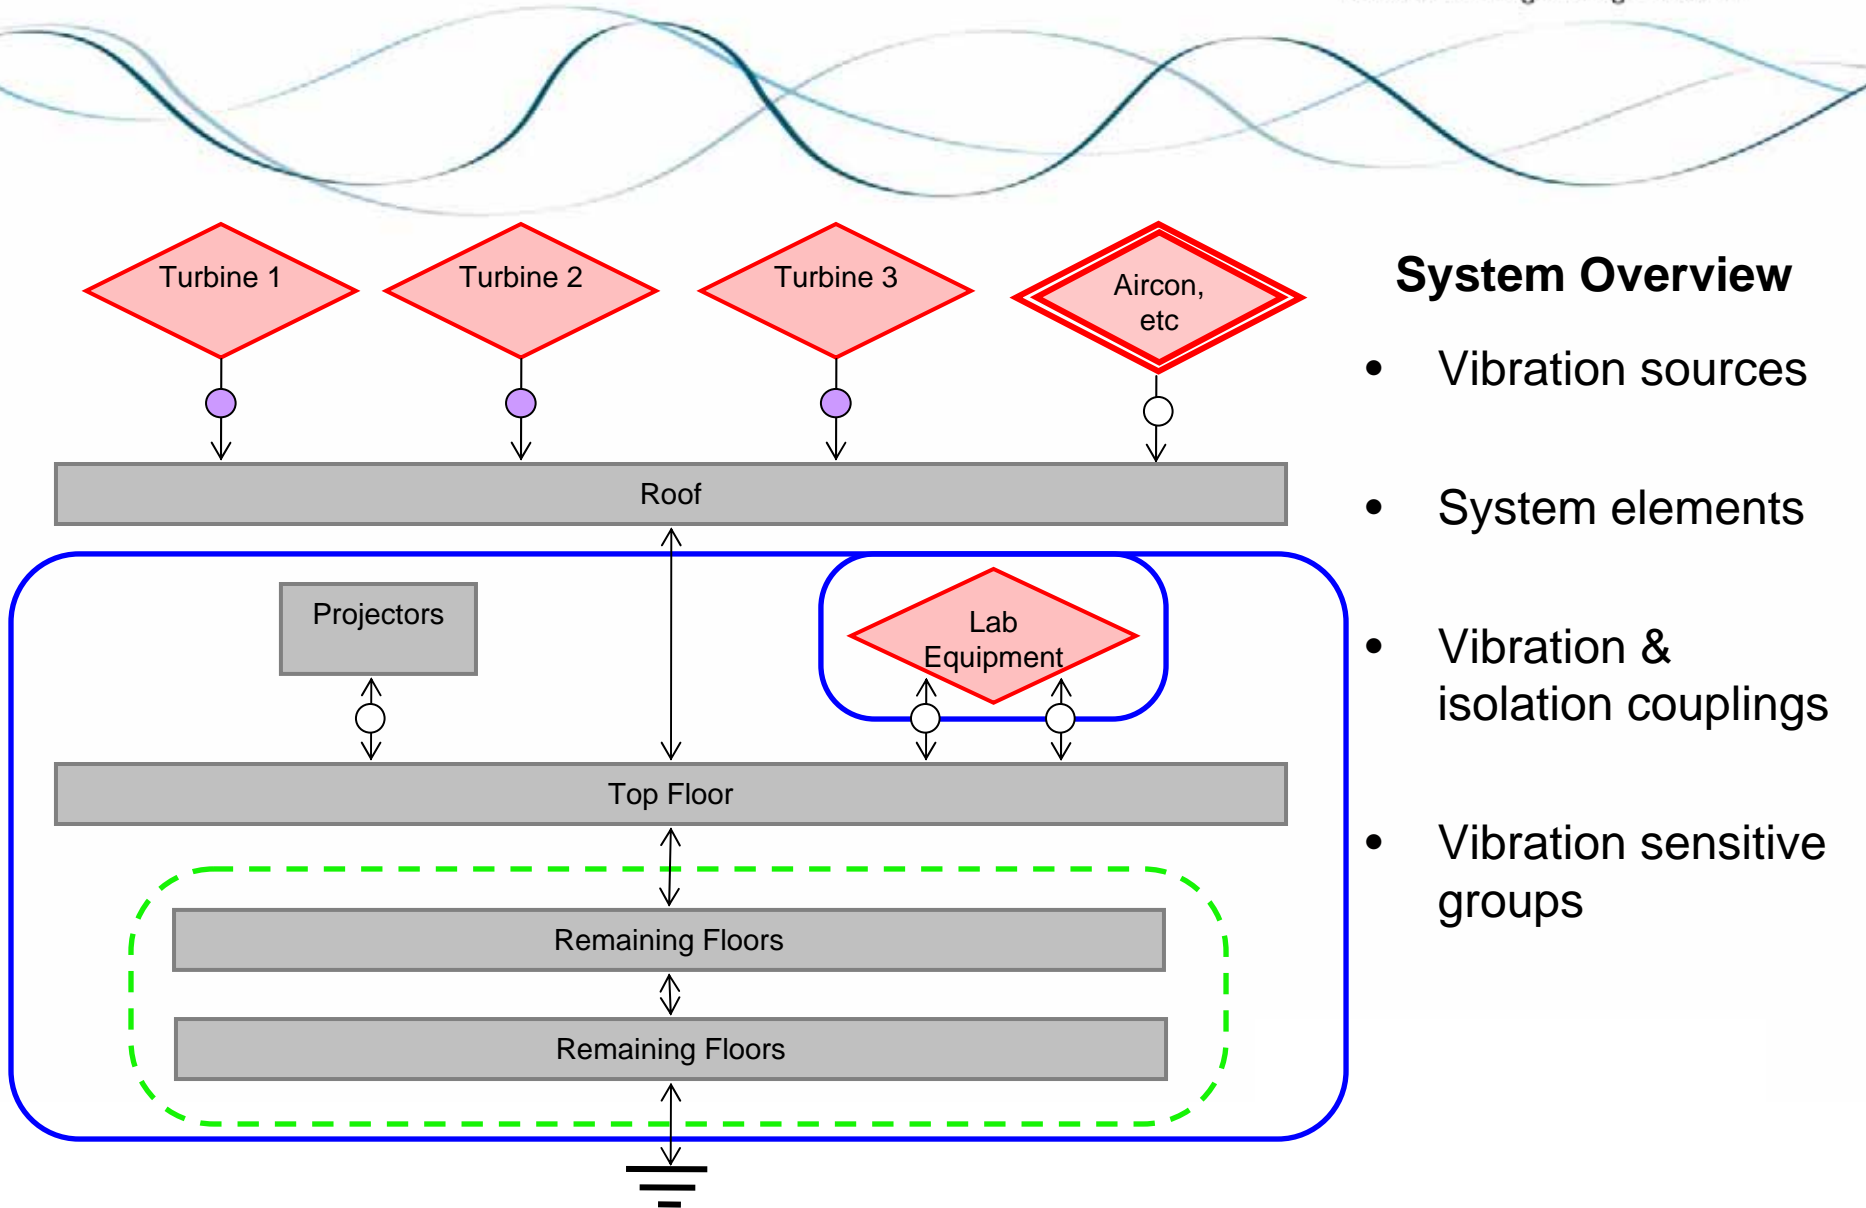 Turbine 1
Turbine 2
Turbine 3
Aircon,
etc
Roof
Projectors
Lab
Equipment
Top Floor
Remaining Floors
Remaining Floors
System Overview
• Vibration sources
• System elements
• Vibration &
isolation couplings
• Vibration sensitive
groups